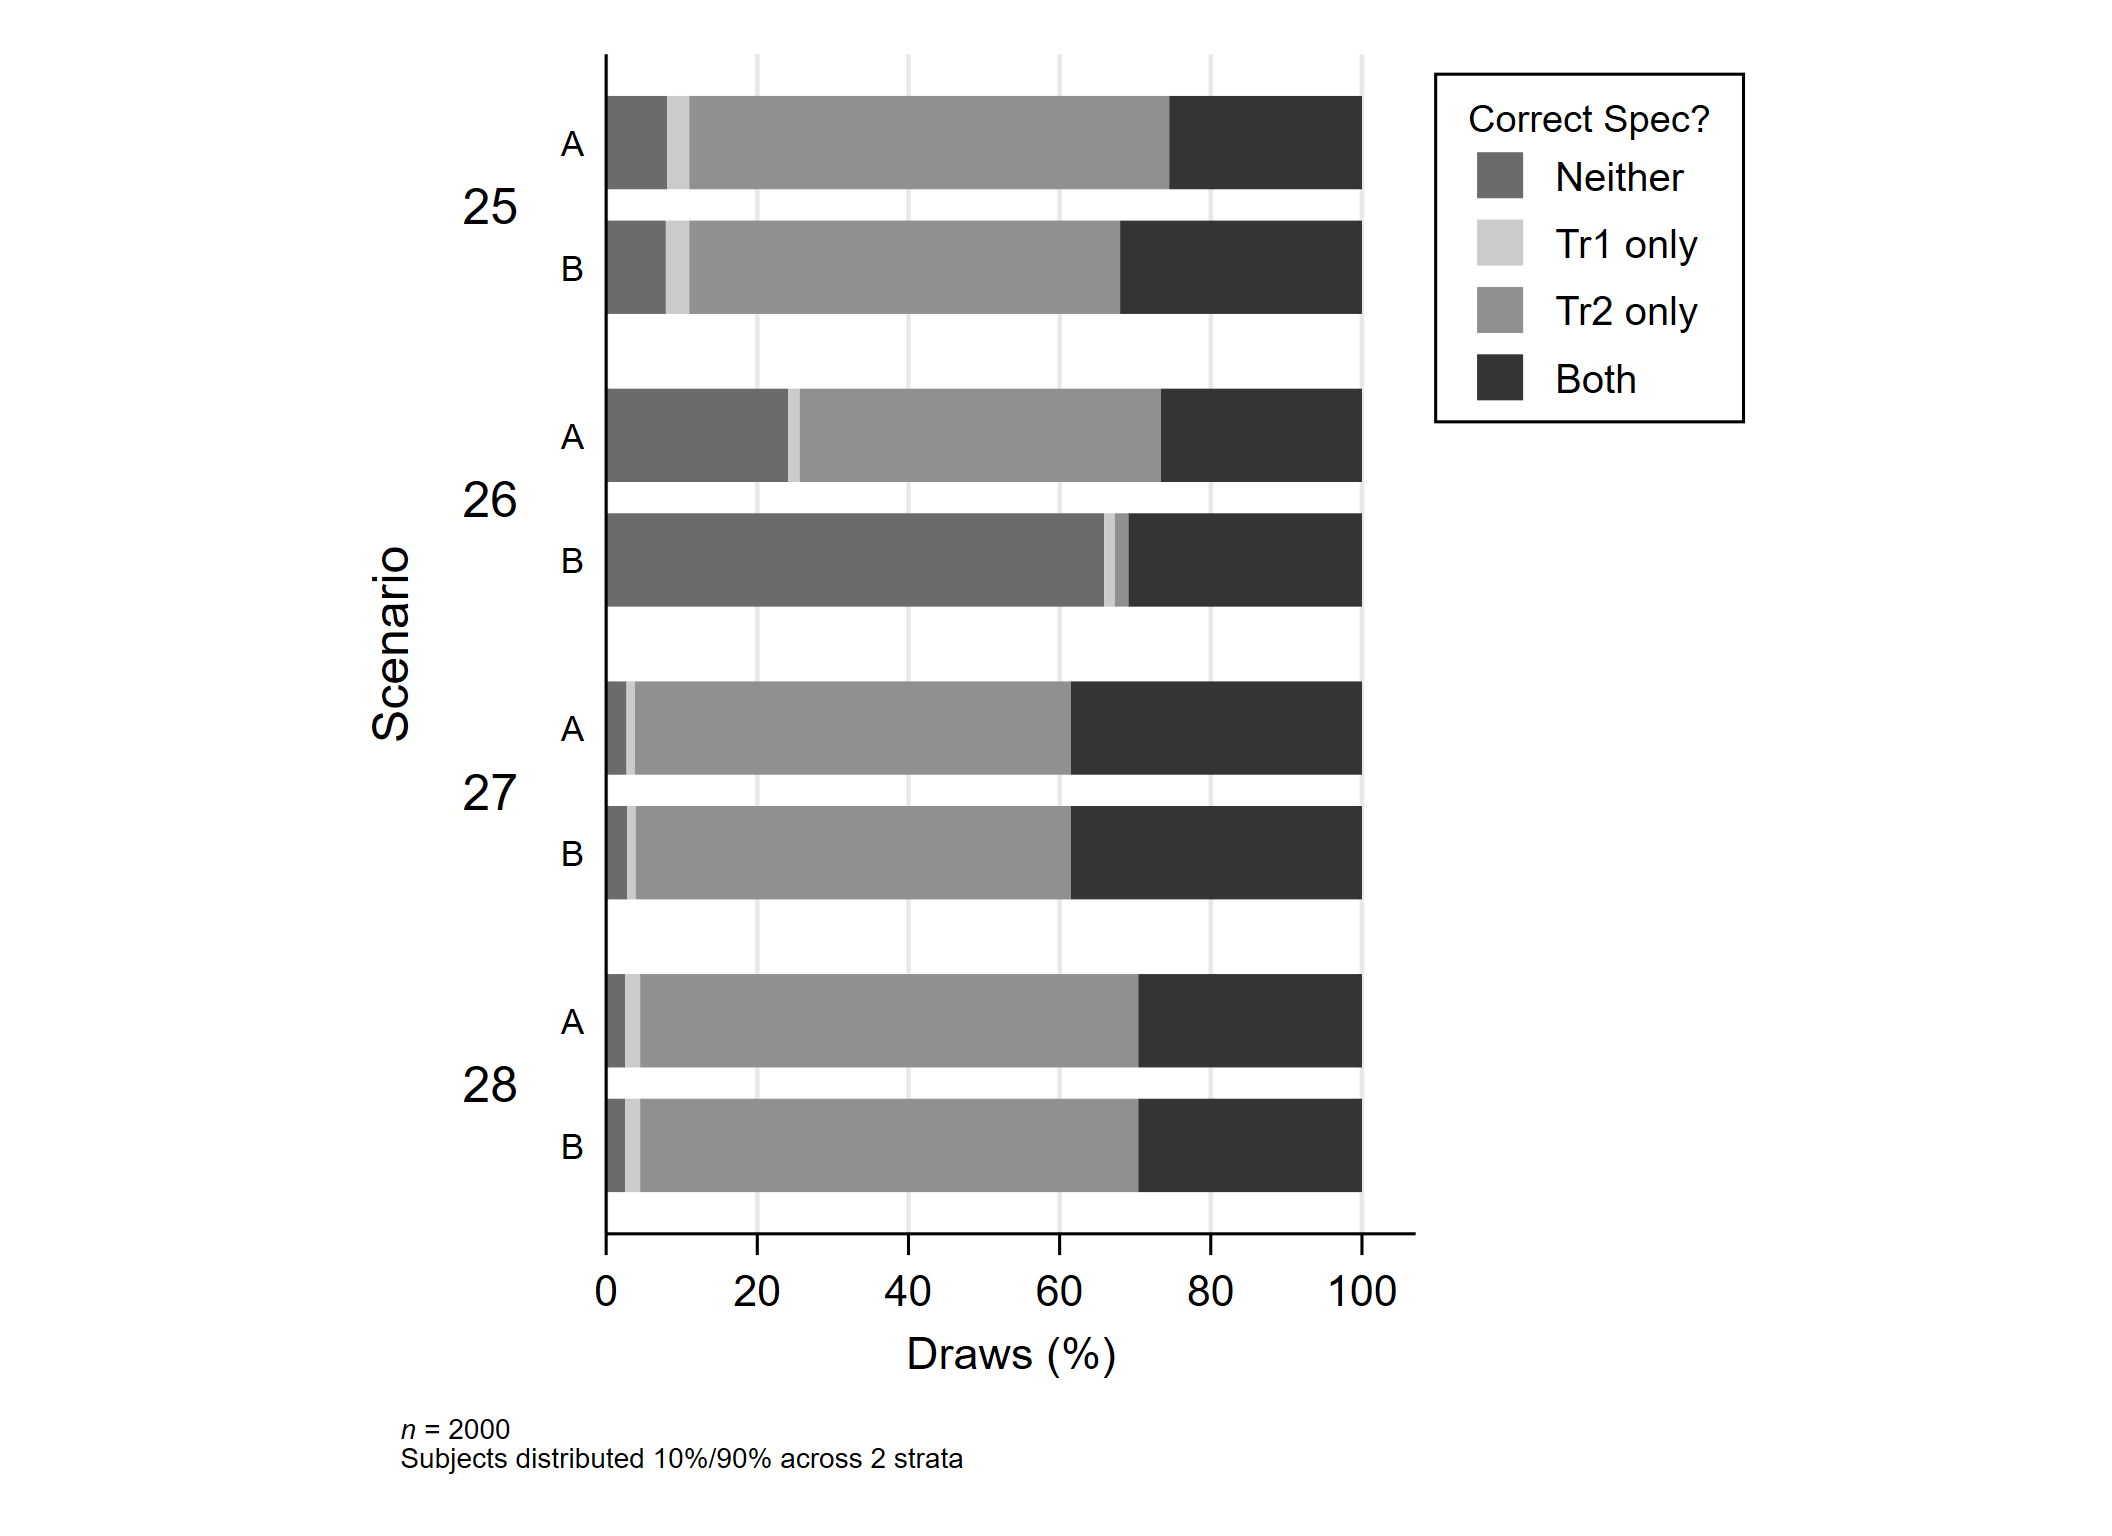 Correct Spec?
Neither
Tr1 only
Tr2 only
Both
Scenario
25
A
B
26
A
B
27
A
B
28
A
B
0 20 40 60 80 100
Draws (%)
n = 2000
Subjects distributed 10%/90% across 2 strata